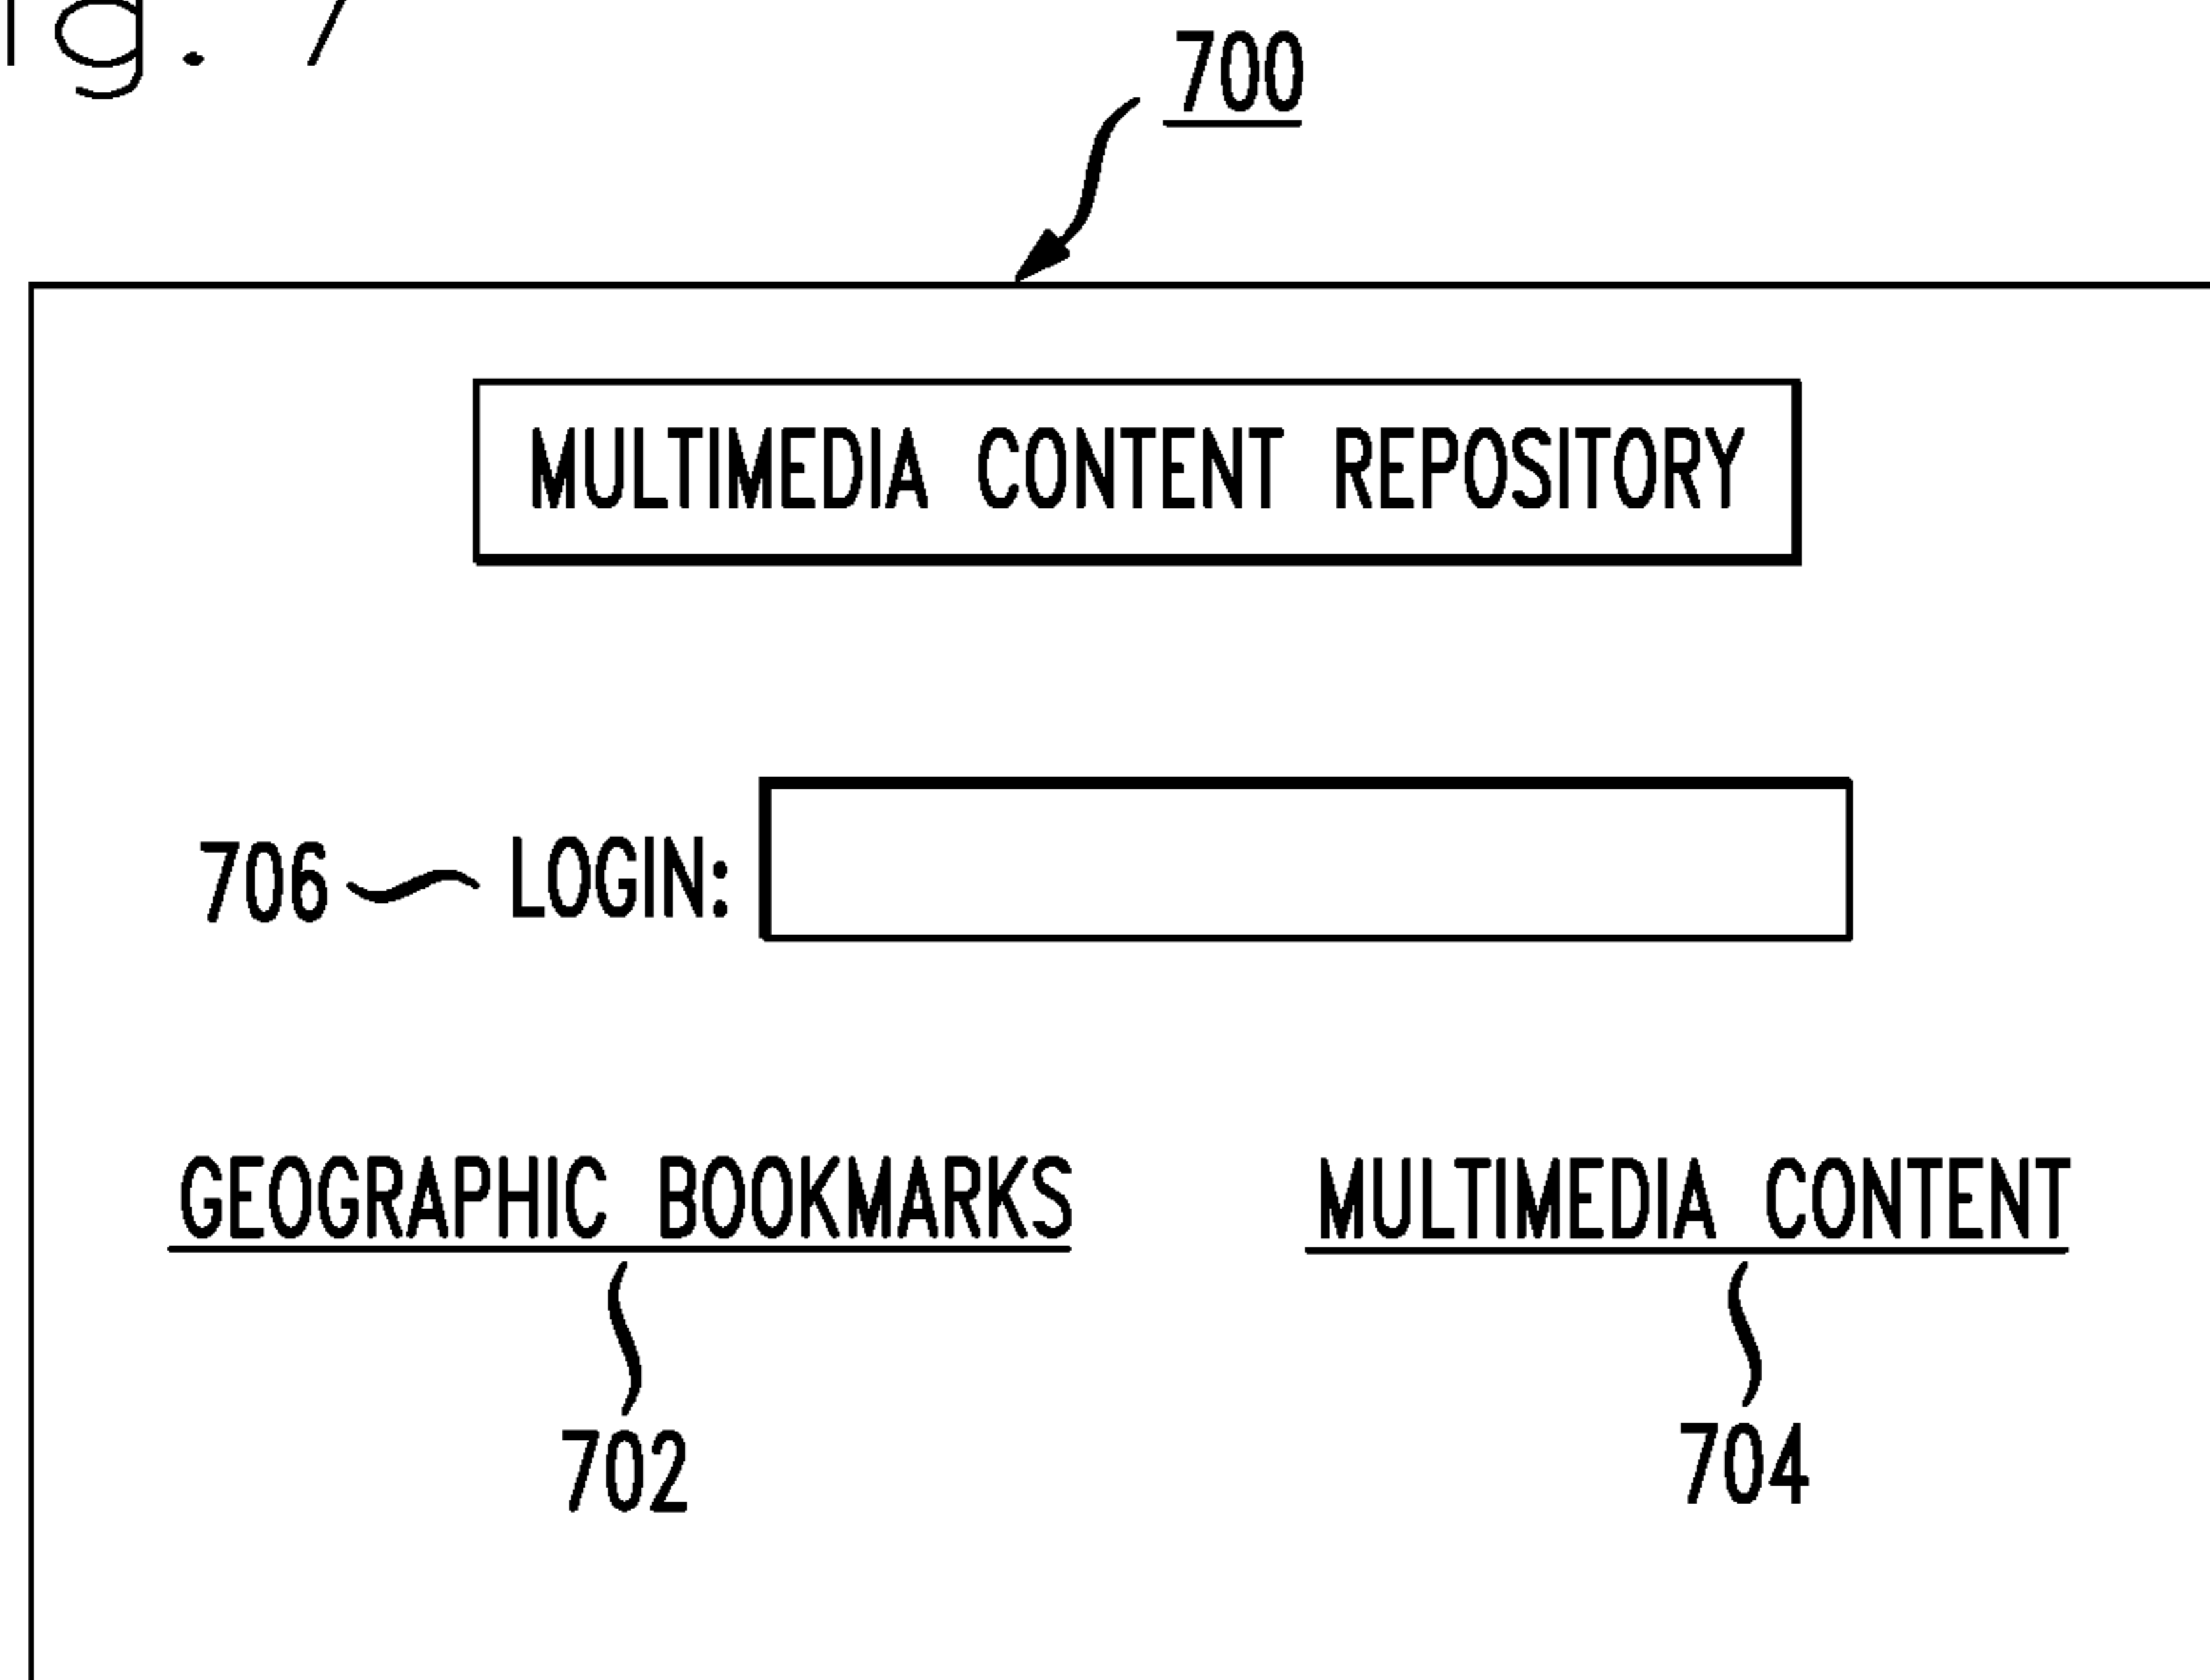 ig. 7
700
MULTIMEDIA CONTENT REPOSITORY
706 LOGIN:
GEOGRAPHIC BOOKMARKS MULTIMEDIA CONTENT
702 704